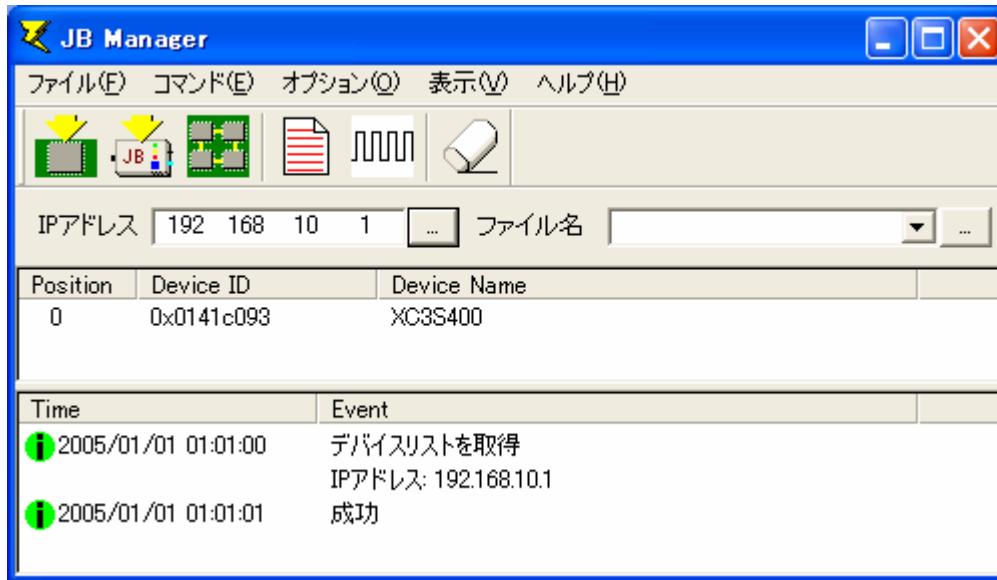 JB Manager
ファイル(F) コマンド(E) オプション(O) 表示(V) ヘルプ(H)
JB
IPアドレス 192 168 10 1 ... ファイル名 ...
Position Device ID Device Name
0 0x0141c093 XC3S400
Time Event
2005/01/01 01:01:00 デバイスリストを取得
IPアドレス: 192.168.10.1
2005/01/01 01:01:01 成功